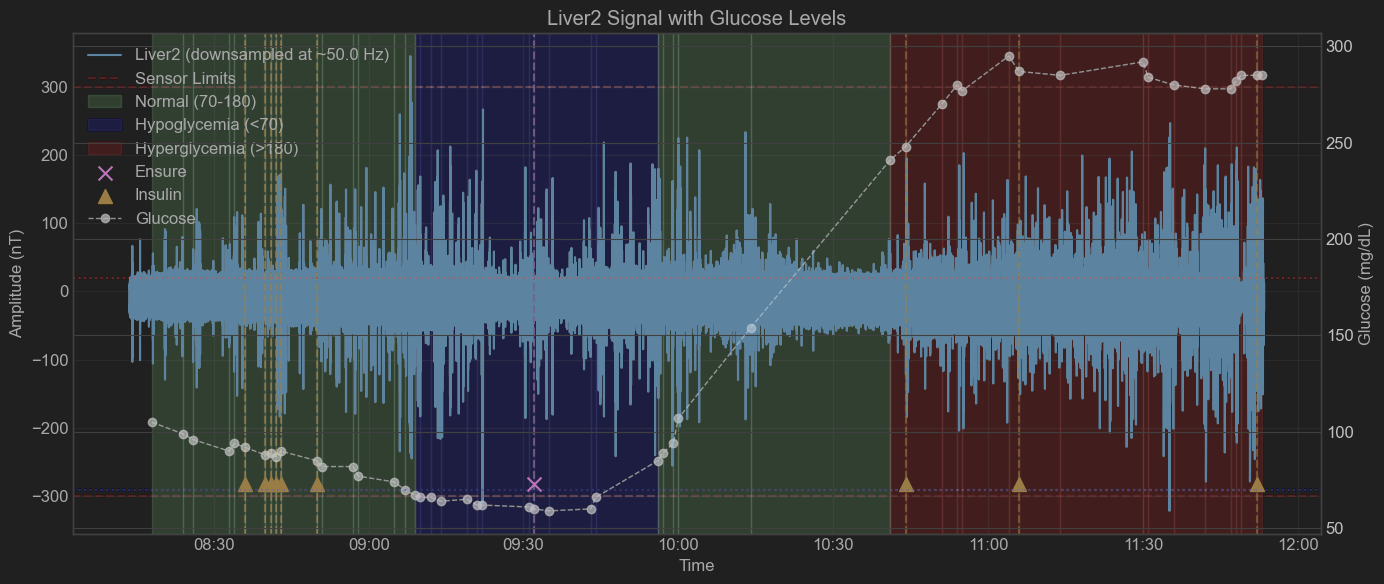 Liver2 Signal with Glucose Levels
Liver2 (downsampled at ~50.0 Hz)
Sensor Limits
Normal (70-180)
Hypoglycemia (<70)
Hyperglycemia (>180)
Ensure
Insulin
Glucose
Amplitude (nT)
300
200
100
0
−100
−200
−300
Glucose (mg/dL)
300
250
200
150
100
50
08:30
09:00
09:30
10:00
10:30
11:00
11:30
12:00
Time